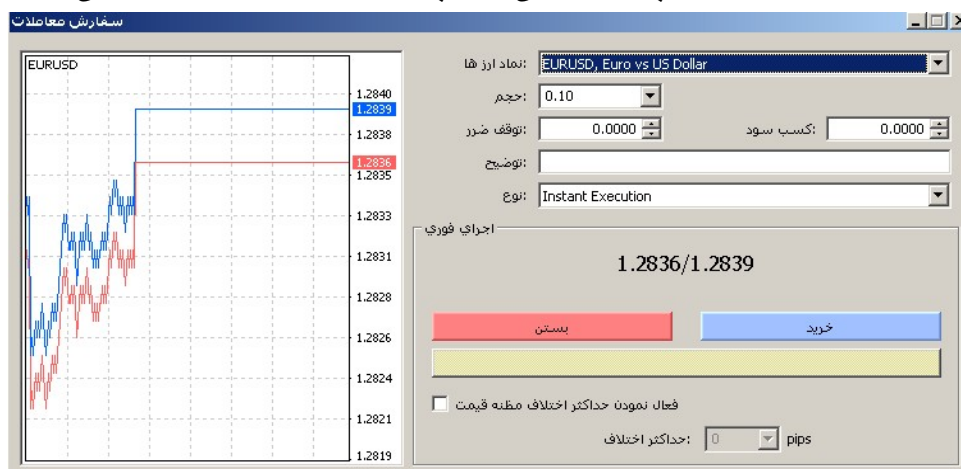 سفارش معاملات
EURUSD
1.2840
1.2839
1.2838
1.2836
1.2835
1.2833
1.2831
1.2828
1.2826
1.2824
1.2821
1.2819
نماد ارز ها: EURUSD, Euro vs US Dollar
حجم: 0.10
توقف ضرر: 0.0000 کسب سود: 0.0000
توضیح:
نوع: Instant Execution
اجرای فوری
1.2836/1.2839
بستن خرید
فعال نمودن حداکثر اختلاف مظنه قیمت
حداکثر اختلاف: 0 pips